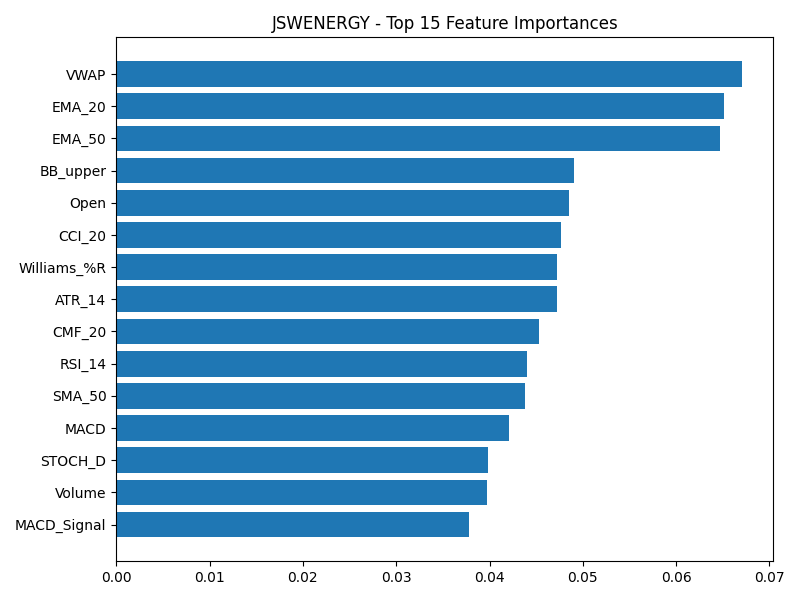 JSWENERGY - Top 15 Feature Importances
VWAP
EMA_20
EMA_50
BB_upper
Open
CCI_20
Williams_%R
ATR_14
CMF_20
RSI_14
SMA_50
MACD
STOCH_D
Volume
MACD_Signal
0.00 0.01 0.02 0.03 0.04 0.05 0.06 0.07